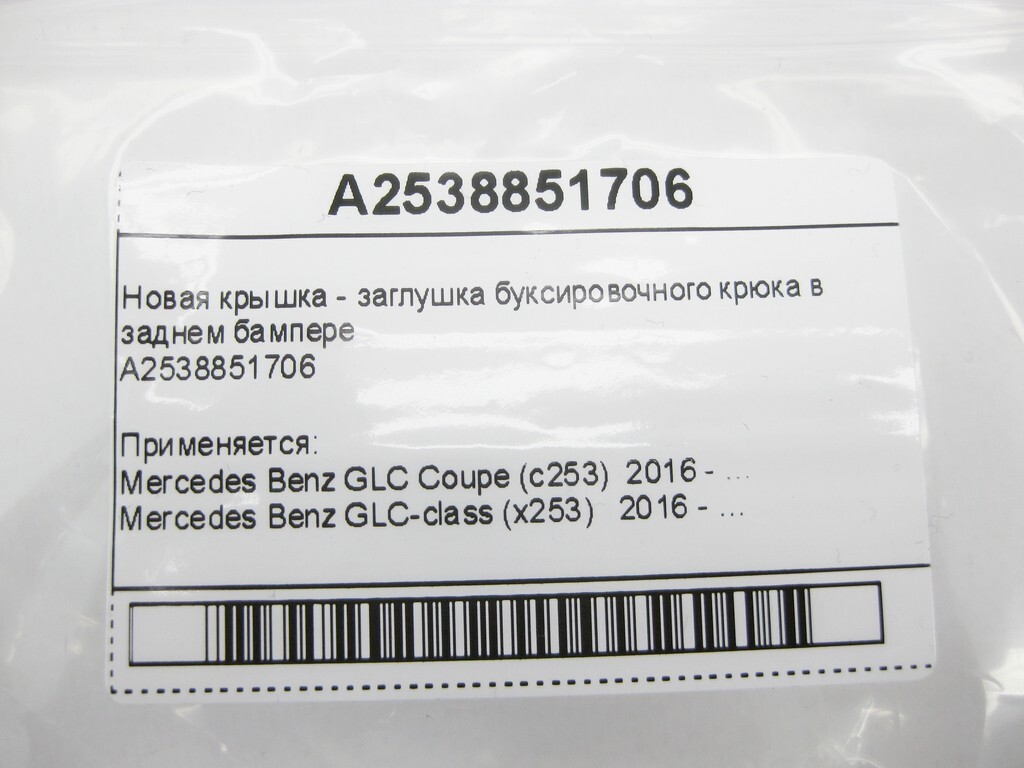 A2538851706
Новая крышка - заглушка буксировочного крюка в
заднем бампере
A2538851706
Применяется:
Mercedes Benz GLC Coupe (c253) 2016 - ...
Mercedes Benz GLC-class (x253) 2016 - ...